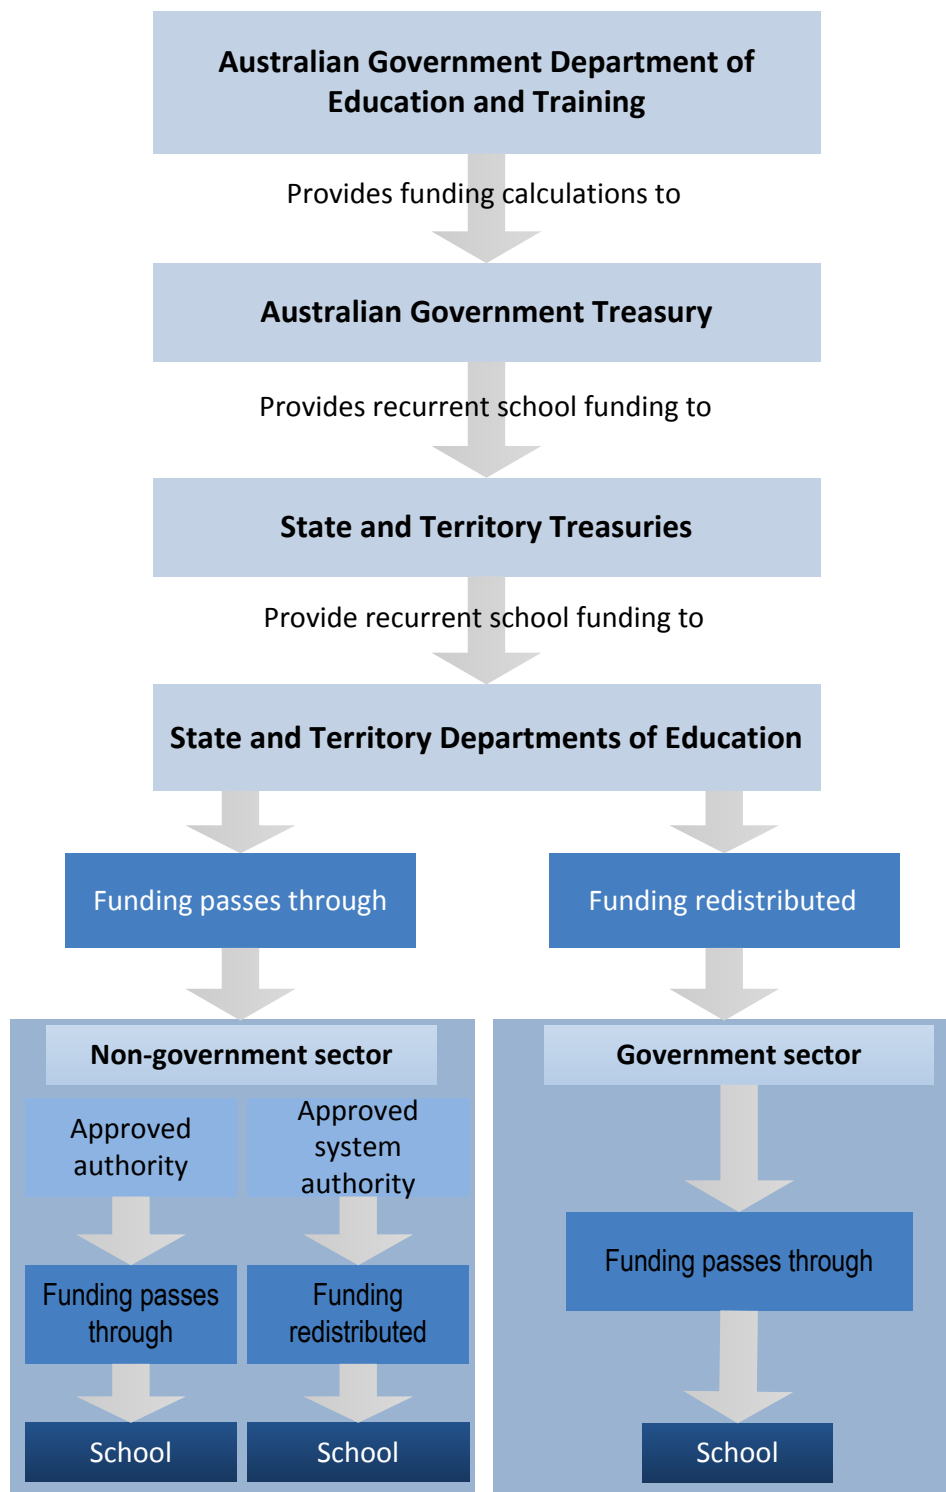 Australian Government Department of
Education and Training
Provides funding calculations to
Australian Government Treasury
Provides recurrent school funding to
State and Territory Treasuries
Provide recurrent school funding to
State and Territory Departments of Education
Funding passes through
Funding redistributed
Non-government sector
Approved
authority
Approved
system
authority
Funding passes
through
Funding
redistributed
School
School
Government sector
Funding passes through
School